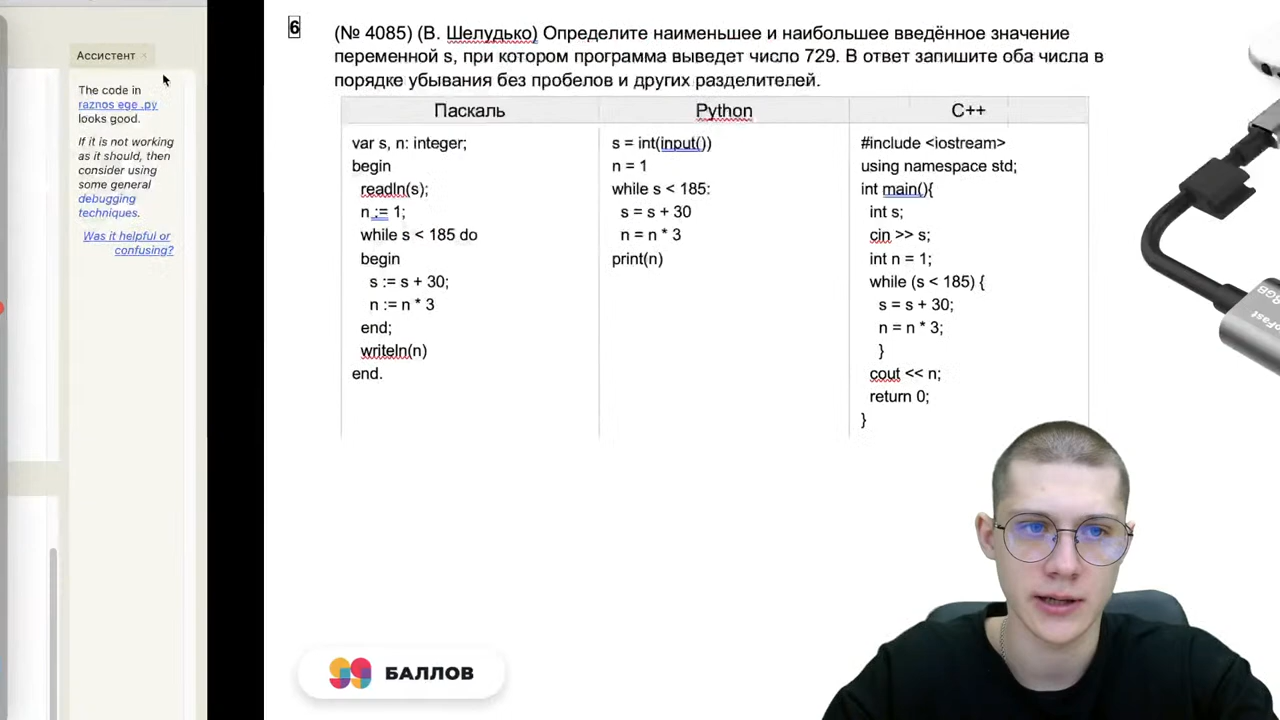 Ассистент
The code in
raznos ege .py
looks good.
If it is not working
as it should, then
consider using
some general
debugging
techniques.
Was it helpful or
confusing?
6
(№ 4085) (В. Шелудько) Определите наименьшее и наибольшее введённое значение
переменной s, при котором программа выведет число 729. В ответ запишите оба числа в
порядке убывания без пробелов и других разделителей.
Паскаль
var s, n: integer;
begin
readln(s);
n := 1;
while s < 185 do
begin
s := s + 30;
n := n * 3
end;
writeln(n)
end.
Python
s = int(input())
n = 1
while s < 185:
s = s + 30
n = n * 3
print(n)
C++
#include <iostream>
using namespace std;
int main(){
int s;
cin >> s;
int n = 1;
while (s < 185) {
s = s + 30;
n = n * 3;
}
cout << n;
return 0;
}
БАЛЛОВ